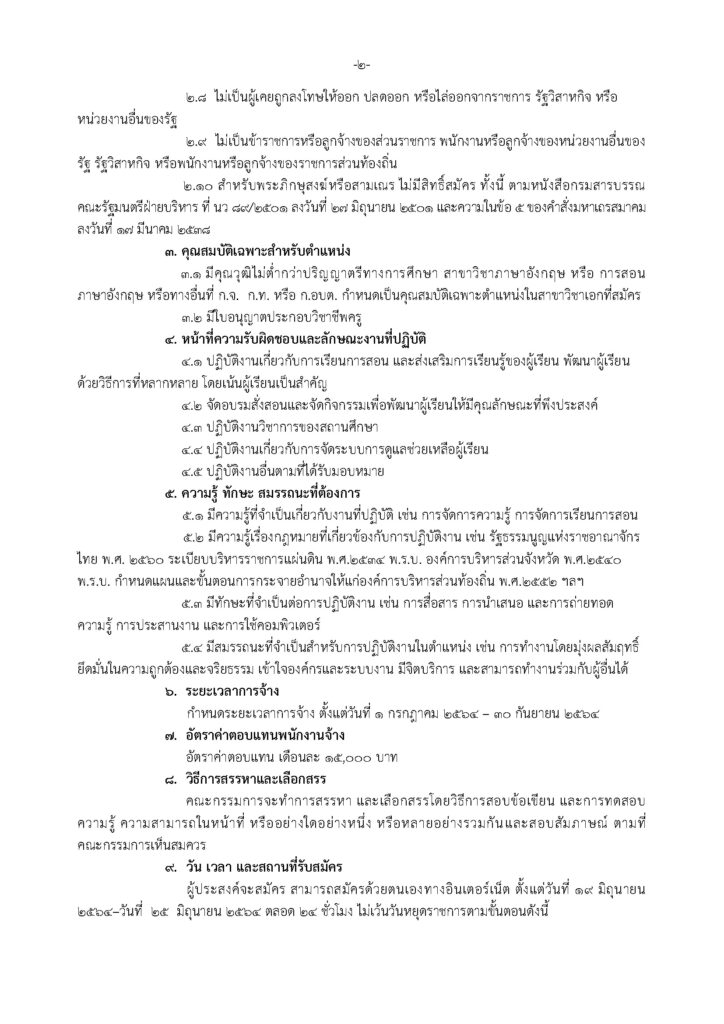 -๒-
๒.๘ ไม่เป็นผู้เคยถูกลงโทษให้ออก ปลดออก หรือไล่ออกจากราชการ รัฐวิสาหกิจ หรือ
หน่วยงานอื่นของรัฐ
๒.๙ ไม่เป็นข้าราชการหรือลูกจ้างของส่วนราชการ พนักงานหรือลูกจ้างของหน่วยงานอื่นของ
รัฐ รัฐวิสาหกิจ หรือพนักงานหรือลูกจ้างของราชการส่วนท้องถิ่น
๒.๑๐ สำหรับพระภิกษุสงฆ์หรือสามเณร ไม่มีสิทธิ์สมัคร ทั้งนี้ ตามหนังสือกรมสารบรรณ
คณะรัฐมนตรีฝ่ายบริหาร ที่ นว ๘๙/๒๕๐๑ ลงวันที่ ๒๗ มิถุนายน ๒๕๐๑ และความในข้อ ๕ ของคำสั่งมหาเถรสมาคม
ลงวันที่ ๑๗ มีนาคม ๒๕๓๘
๓. คุณสมบัติเฉพาะสำหรับตำแหน่ง
๓.๑ มีคุณวุฒิไม่ต่ำกว่าปริญญาตรีทางการศึกษา สาขาวิชาภาษาอังกฤษ หรือ การสอน
ภาษาอังกฤษ หรือทางอื่นที่ ก.จ. ก.ท. หรือ ก.อบต. กำหนดเป็นคุณสมบัติเฉพาะตำแหน่งในสาขาวิชาเอกที่สมัคร
๓.๒ มีใบอนุญาตประกอบวิชาชีพครู
๔. หน้าที่ความรับผิดชอบและลักษณะงานที่ปฏิบัติ
๔.๑ ปฏิบัติงานเกี่ยวกับการเรียนการสอน และส่งเสริมการเรียนรู้ของผู้เรียน พัฒนาผู้เรียน
ด้วยวิธีการที่หลากหลาย โดยเน้นผู้เรียนเป็นสำคัญ
๔.๒ จัดอบรมสั่งสอนและจัดกิจกรรมเพื่อพัฒนาผู้เรียนให้มีคุณลักษณะที่พึงประสงค์
๔.๓ ปฏิบัติงานวิชาการของสถานศึกษา
๔.๔ ปฏิบัติงานเกี่ยวกับการจัดระบบการดูแลช่วยเหลือผู้เรียน
๔.๕ ปฏิบัติงานอื่นตามที่ได้รับมอบหมาย
๕. ความรู้ ทักษะ สมรรถนะที่ต้องการ
๕.๑ มีความรู้ที่จำเป็นเกี่ยวกับงานที่ปฏิบัติ เช่น การจัดการความรู้ การจัดการเรียนการสอน
๕.๒ มีความรู้เรื่องกฎหมายที่เกี่ยวข้องกับการปฏิบัติงาน เช่น รัฐธรรมนูญแห่งราชอาณาจักร
ไทย พ.ศ. ๒๕๖๐ ระเบียบบริหารราชการแผ่นดิน พ.ศ.๒๕๓๔ พ.ร.บ. องค์การบริหารส่วนจังหวัด พ.ศ.๒๕๔๐
พ.ร.บ. กำหนดแผนและขั้นตอนการกระจายอำนาจให้แก่องค์การบริหารส่วนท้องถิ่น พ.ศ.๒๕๕๒ ฯลฯ
๕.๓ มีทักษะที่จำเป็นต่อการปฏิบัติงาน เช่น การสื่อสาร การนำเสนอ และการถ่ายทอด
ความรู้ การประสานงาน และการใช้คอมพิวเตอร์
๕.๔ มีสมรรถนะที่จำเป็นสำหรับการปฏิบัติงานในตำแหน่ง เช่น การทำงานโดยมุ่งผลสัมฤทธิ์
ยึดมั่นในความถูกต้องและจริยธรรม เข้าใจองค์กรและระบบงาน มีจิตบริการ และสามารถทำงานร่วมกับผู้อื่นได้
๖. ระยะเวลาการจ้าง
กำหนดระยะเวลาการจ้าง ตั้งแต่วันที่ ๑ กรกฎาคม ๒๕๖๔ – ๓๐ กันยายน ๒๕๖๔
๗. อัตราค่าตอบแทนพนักงานจ้าง
อัตราค่าตอบแทน เดือนละ ๑๕,๐๐๐ บาท
๘. วิธีการสรรหาและเลือกสรร
คณะกรรมการจะทำการสรรหา และเลือกสรรโดยวิธีการสอบข้อเขียน และการทดสอบ
ความรู้ ความสามารถในหน้าที่ หรืออย่างใดอย่างหนึ่ง หรือหลายอย่างรวมกันและสอบสัมภาษณ์ ตามที่
คณะกรรมการเห็นสมควร
๙. วัน เวลา และสถานที่รับสมัคร
ผู้ประสงค์จะสมัคร สามารถสมัครด้วยตนเองทางอินเตอร์เน็ต ตั้งแต่วันที่ ๑๙ มิถุนายน
๒๕๖๔–วันที่ ๒๕ มิถุนายน ๒๕๖๔ ตลอด ๒๔ ชั่วโมง ไม่เว้นวันหยุดราชการตามขั้นตอนดังนี้